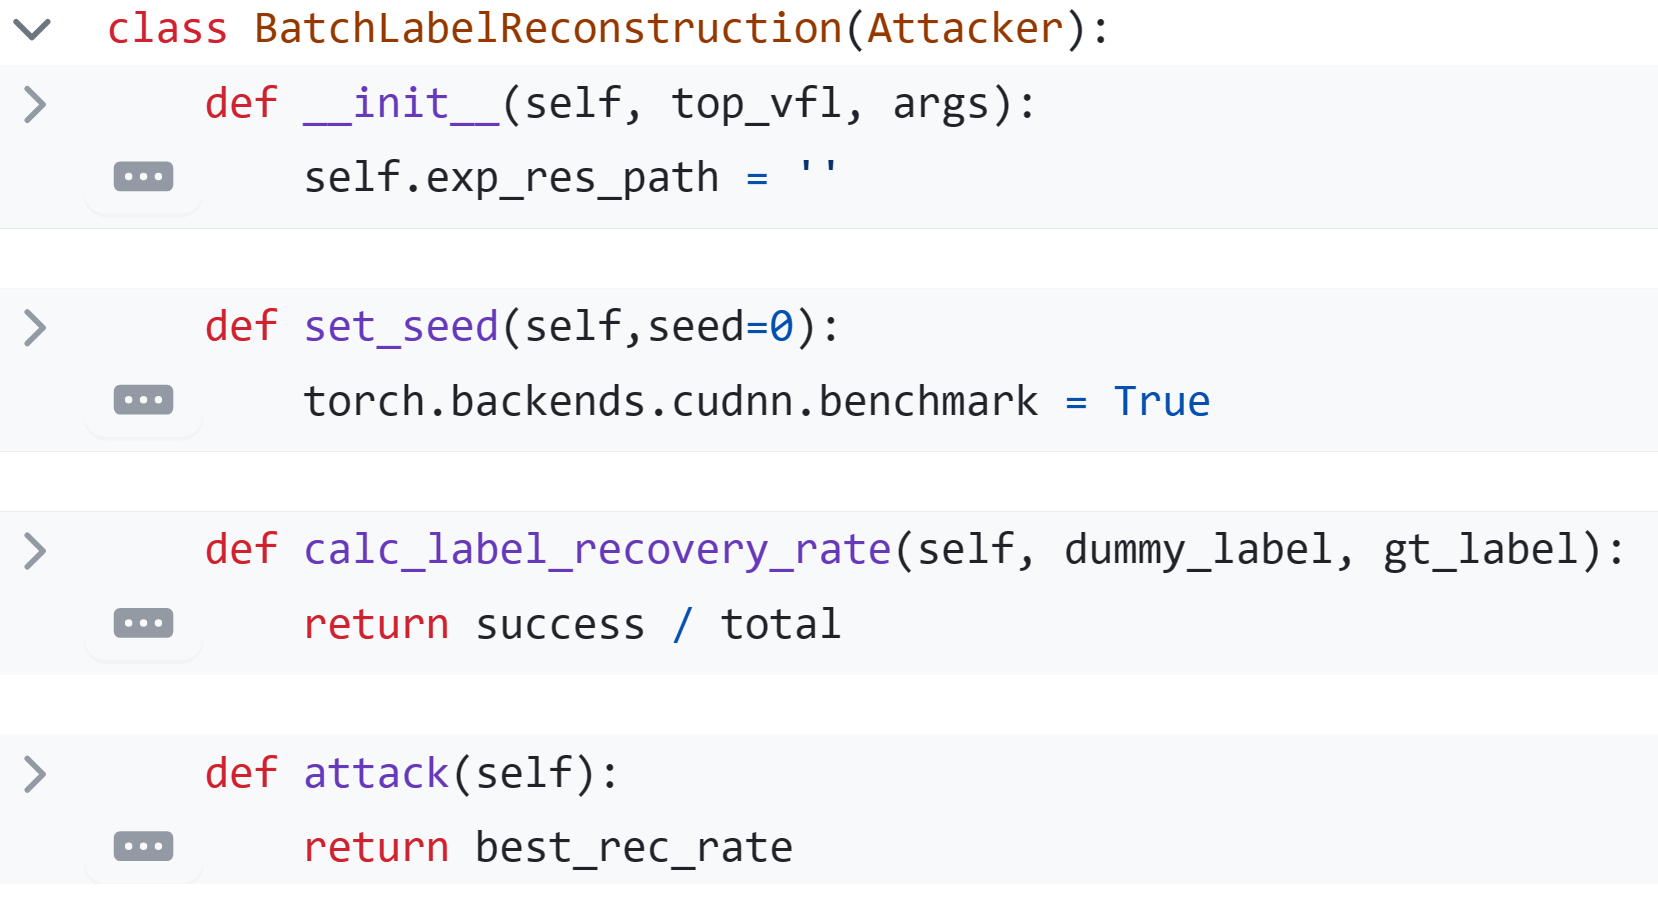 class BatchLabelReconstruction(Attacker):
def __init__(self, top_vfl, args):
self.exp_res_path = ''
def set_seed(self,seed=0):
torch.backends.cudnn.benchmark = True
def calc_label_recovery_rate(self, dummy_label, gt_label):
return success / total
def attack(self):
return best_rec_rate